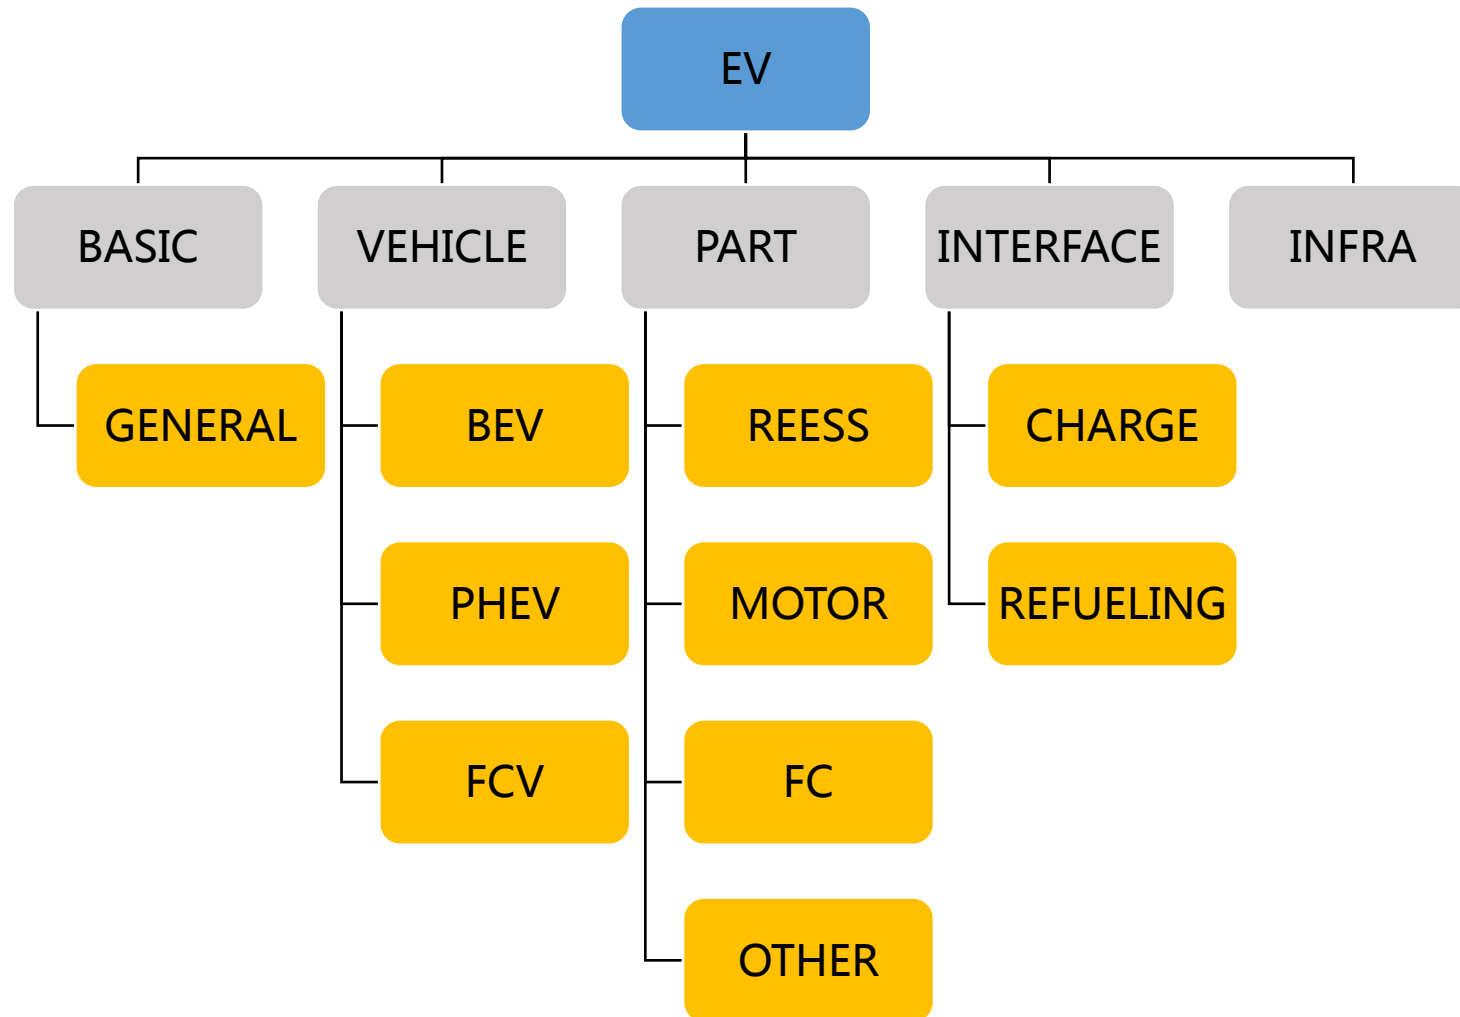 EV
BASIC
VEHICLE
PART
INTERFACE
INFRA
GENERAL
BEV
REESS
CHARGE
PHEV
MOTOR
REFUELING
FCV
FC
OTHER